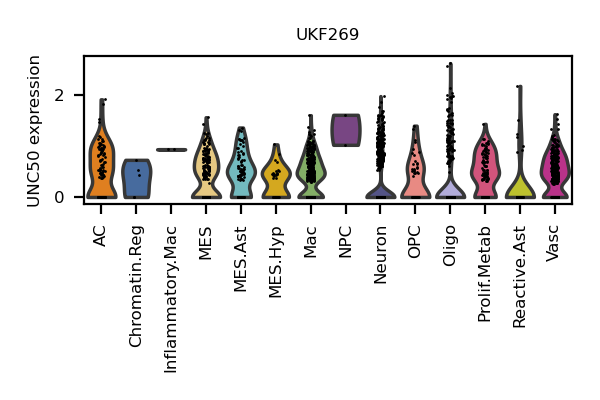 UKF269
UNC50 expression
2
0
AC
Chromatin.Reg
Inflammatory.Mac
MES
MES.Ast
MES.Hyp
Mac
NPC
Neuron
OPC
Oligo
Prolif.Metab
Reactive.Ast
Vasc